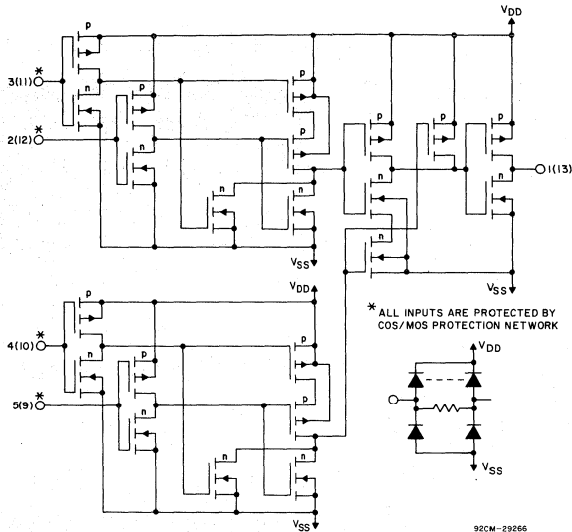 p
VDD
*
3(11)
n
p
p
*
2(12)
n
p
p
p
p
n
n
1(13)
n
n
n
n
VSS
VSS
VDD
* ALL INPUTS ARE PROTECTED BY
COS/MOS PROTECTION NETWORK
p
*
4(10)
n
p
p
VDD
*
5(9)
n
p
n
n
VSS
VSS
92CM-29266